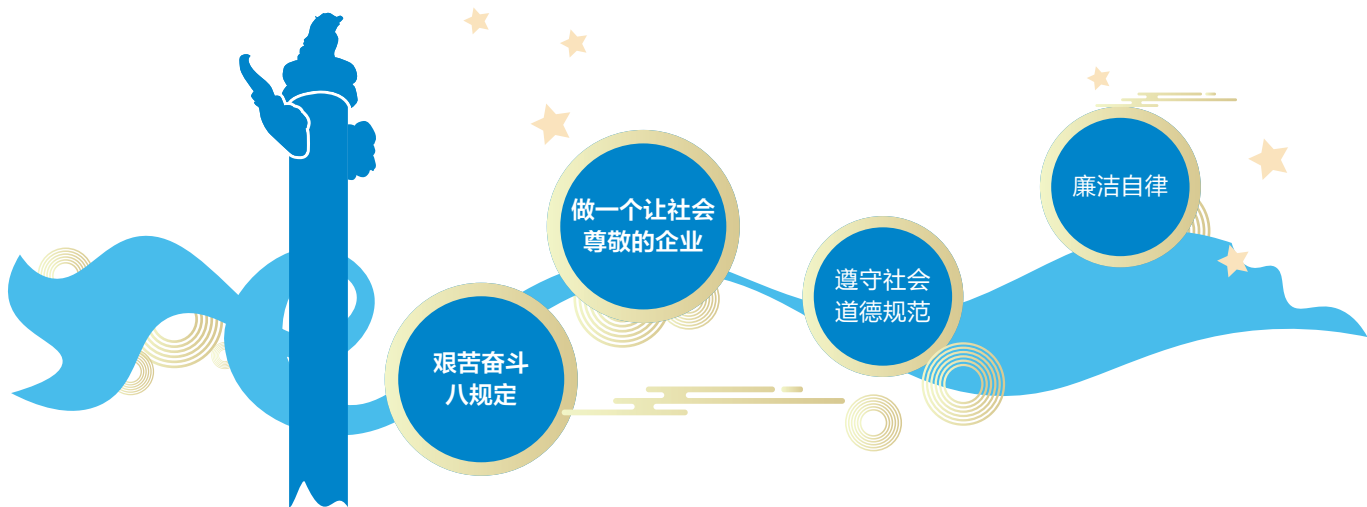 艰苦奋斗
八规定
做一个让社会
尊敬的企业
遵守社会
道德规范
廉洁自律